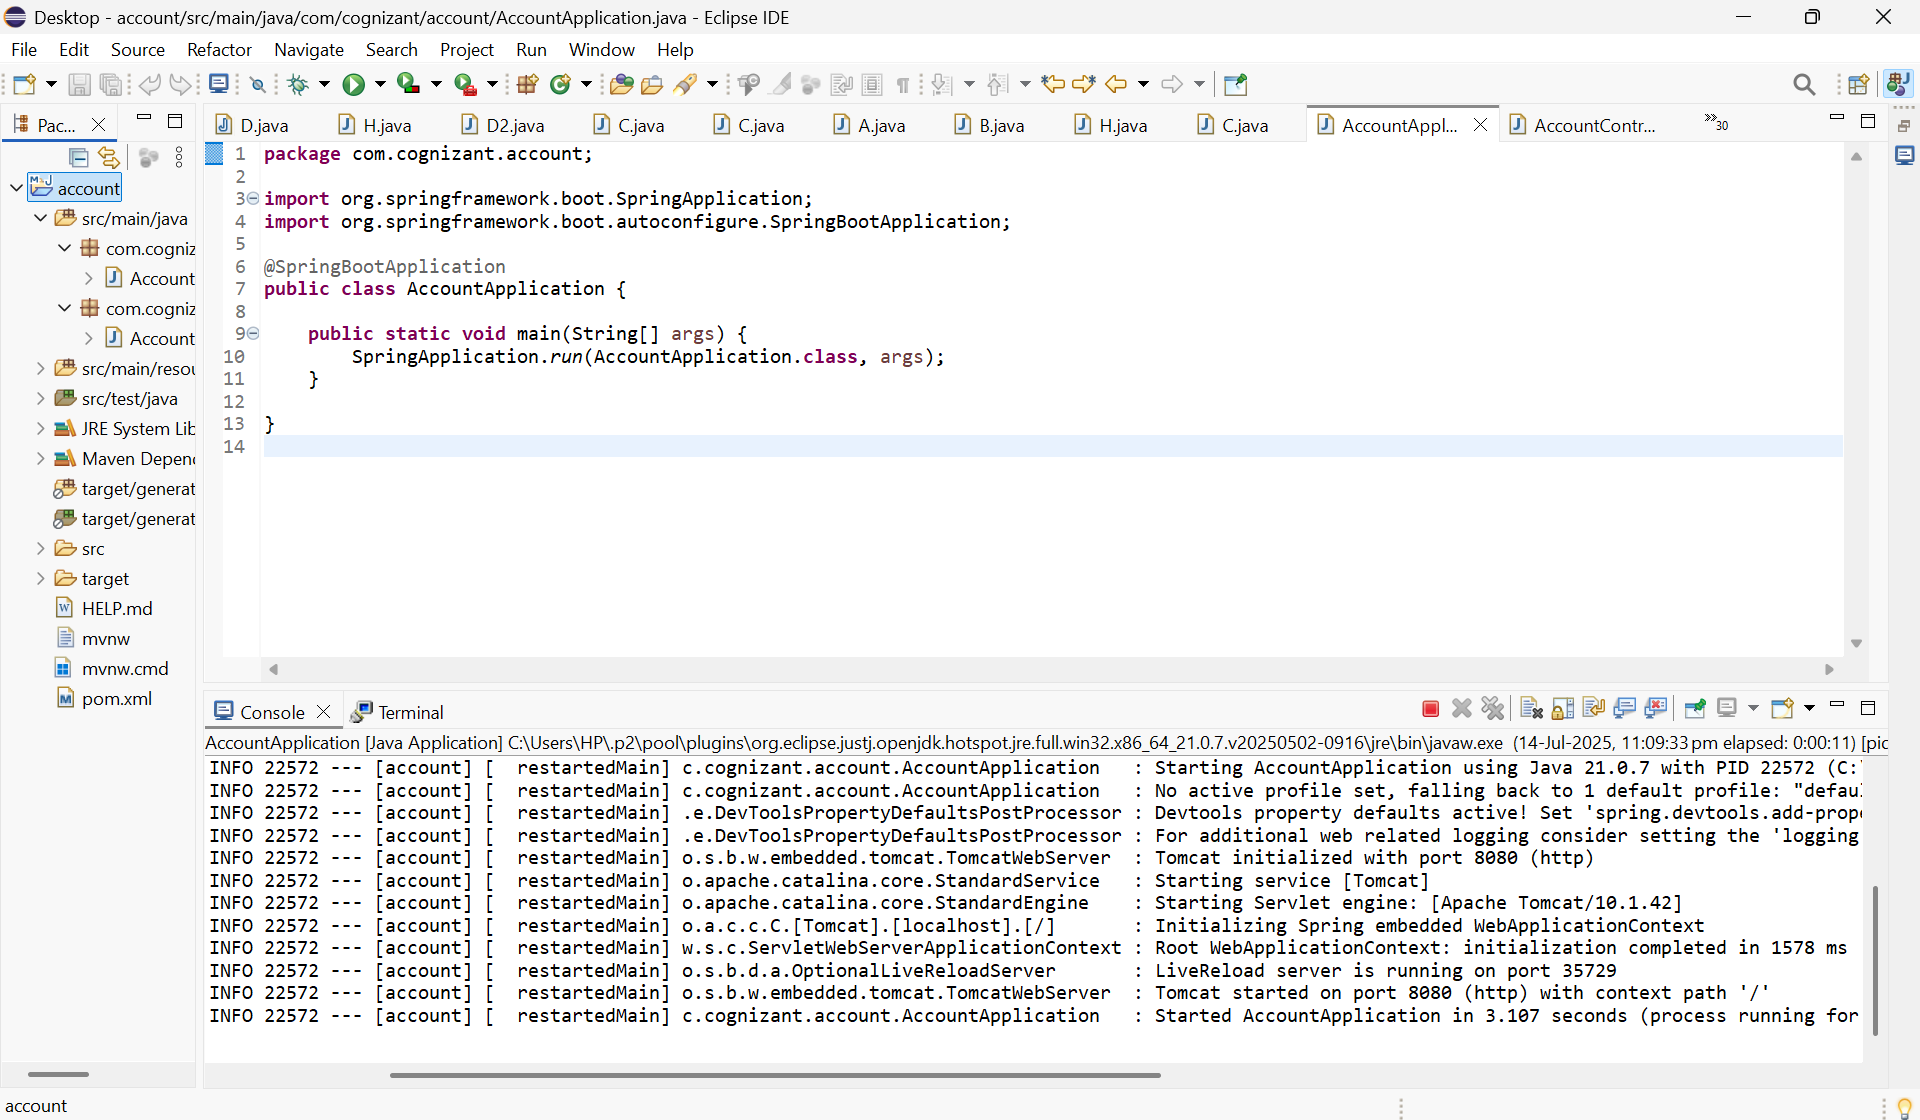 Desktop - account/src/main/java/com/cognizant/account/AccountApplication.java - Eclipse IDE
File Edit Source Refactor Navigate Search Project Run Window Help
Pac... D.java H.java D2.java C.java C.java A.java B.java H.java C.java AccountAppl... AccountContr... 30
account
src/main/java
com.cogniz
Account
com.cogniz
Account
src/main/resou
src/test/java
JRE System Lib
Maven Depen
target/generat
target/generat
src
target
HELP.md
mvnw
mvnw.cmd
pom.xml
1 package com.cognizant.account;
2
3 import org.springframework.boot.SpringApplication;
4 import org.springframework.boot.autoconfigure.SpringBootApplication;
5
6 @SpringBootApplication
7 public class AccountApplication {
8
9 public static void main(String[] args) {
10 SpringApplication.run(AccountApplication.class, args);
11 }
12
13 }
14
Console Terminal
AccountApplication [Java Application] C:\Users\HP\.p2\pool\plugins\org.eclipse.justj.openjdk.hotspot.jre.full.win32.x86_64_21.0.7.v20250502-0916\jre\bin\javaw.exe (14-Jul-2025, 11:09:33 pm elapsed: 0:00:11) [pic
INFO 22572 --- [account] [ restartedMain] c.cognizant.account.AccountApplication : Starting AccountApplication using Java 21.0.7 with PID 22572 (C:
INFO 22572 --- [account] [ restartedMain] c.cognizant.account.AccountApplication : No active profile set, falling back to 1 default profile: "defau
INFO 22572 --- [account] [ restartedMain] .e.DevToolsPropertyDefaultsPostProcessor : Devtools property defaults active! Set 'spring.devtools.add-prop
INFO 22572 --- [account] [ restartedMain] .e.DevToolsPropertyDefaultsPostProcessor : For additional web related logging consider setting the 'logging
INFO 22572 --- [account] [ restartedMain] o.s.b.w.embedded.tomcat.TomcatWebServer : Tomcat initialized with port 8080 (http)
INFO 22572 --- [account] [ restartedMain] o.apache.catalina.core.StandardService : Starting service [Tomcat]
INFO 22572 --- [account] [ restartedMain] o.apache.catalina.core.StandardEngine : Starting Servlet engine: [Apache Tomcat/10.1.42]
INFO 22572 --- [account] [ restartedMain] o.a.c.c.C.[Tomcat].[localhost].[/] : Initializing Spring embedded WebApplicationContext
INFO 22572 --- [account] [ restartedMain] w.s.c.ServletWebServerApplicationContext : Root WebApplicationContext: initialization completed in 1578 ms
INFO 22572 --- [account] [ restartedMain] o.s.b.d.a.OptionalLiveReloadServer : LiveReload server is running on port 35729
INFO 22572 --- [account] [ restartedMain] o.s.b.w.embedded.tomcat.TomcatWebServer : Tomcat started on port 8080 (http) with context path '/'
INFO 22572 --- [account] [ restartedMain] c.cognizant.account.AccountApplication : Started AccountApplication in 3.107 seconds (process running for
account